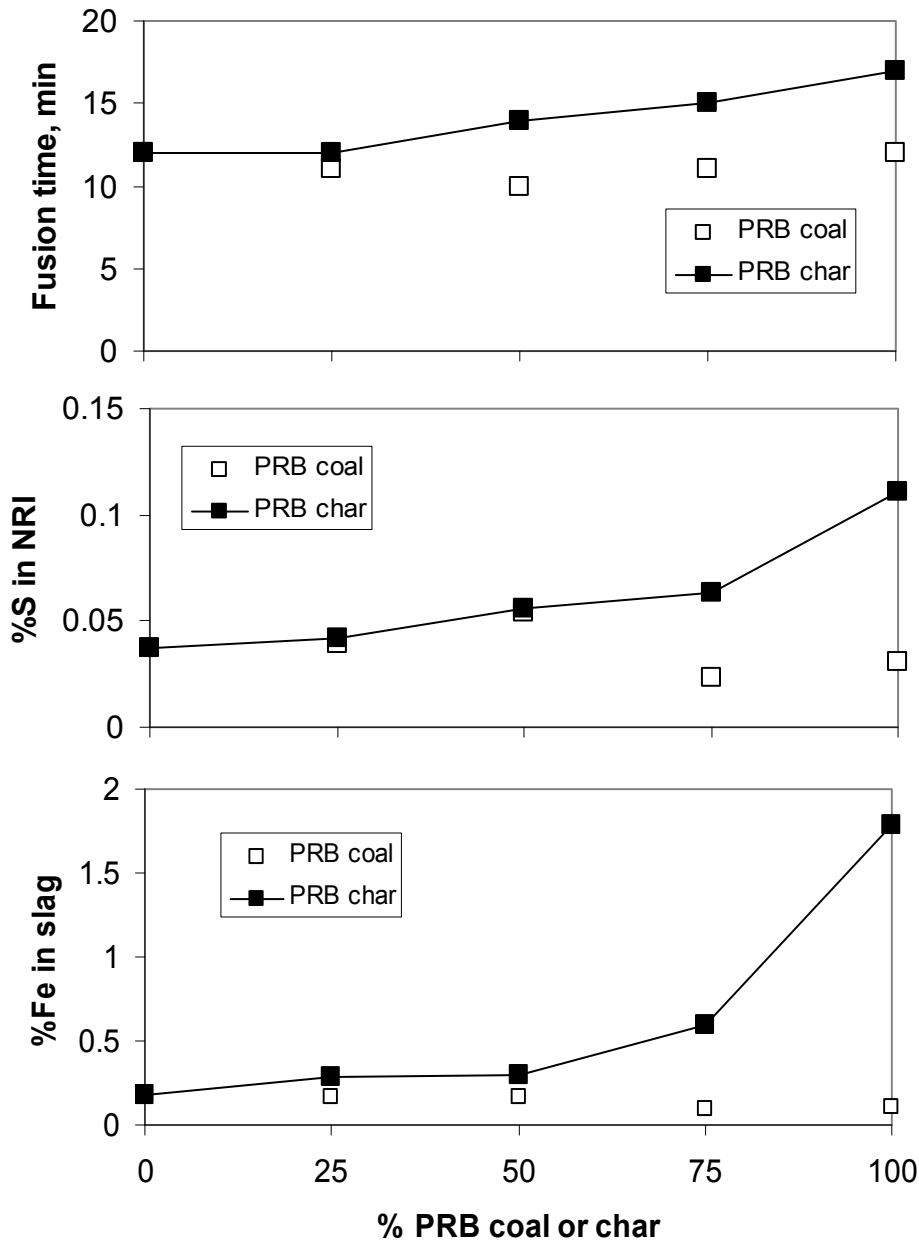 20
15
10
5
0
Fusion time, min
PRB coal
PRB char
0.15
0.1
0.05
0
%S in NRI
PRB coal
PRB char
2
1.5
1
0.5
0
%Fe in slag
PRB coal
PRB char
0 25 50 75 100
% PRB coal or char